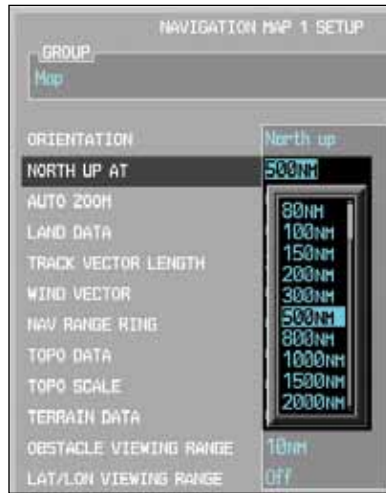 NAVIGATION MAP 1 SETUP
GROUP
Map
ORIENTATION North up
NORTH UP AT 500NM
AUTO ZOOM
LAND DATA
TRACK VECTOR LENGTH
WIND VECTOR
NAV RANGE RING
TOPO DATA
TOPO SCALE
TERRAIN DATA
OBSTACLE VIEWING RANGE 10NM
LAT/LON VIEWING RANGE Off
80NM
100NM
150NM
200NM
300NM
500NM
800NM
1000NM
1500NM
2000NM